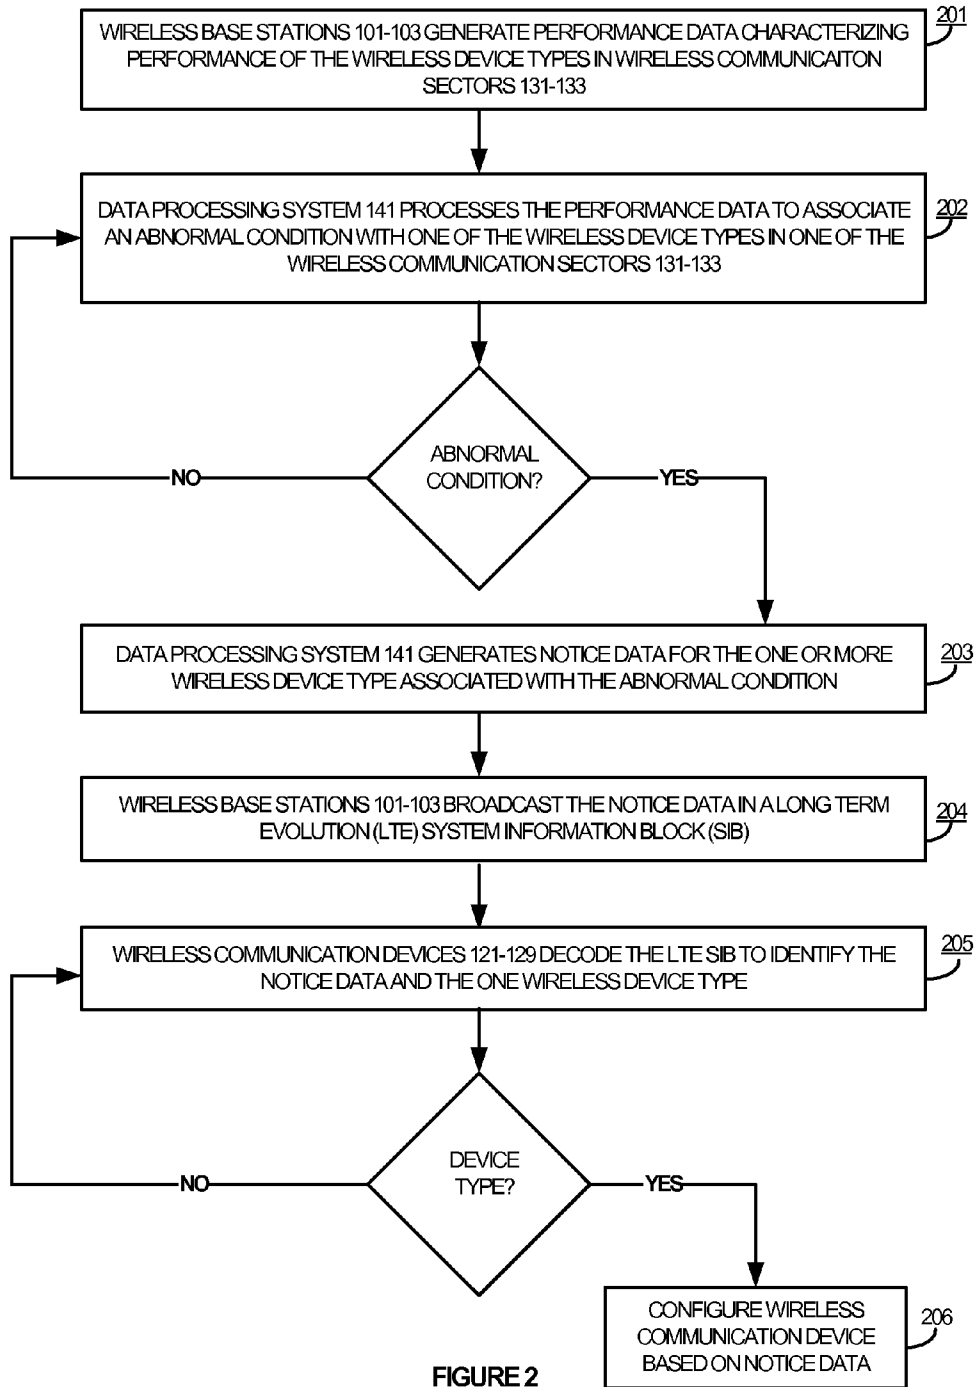 WIRELESS BASE STATIONS 101-103 GENERATE PERFORMANCE DATA CHARACTERIZING
PERFORMANCE OF THE WIRELESS DEVICE TYPES IN WIRELESS COMMUNICAITON
SECTORS 131-133
201
DATA PROCESSING SYSTEM 141 PROCESSES THE PERFORMANCE DATA TO ASSOCIATE
AN ABNORMAL CONDITION WITH ONE OF THE WIRELESS DEVICE TYPES IN ONE OF THE
WIRELESS COMMUNICATION SECTORS 131-133
202
ABNORMAL
CONDITION?
NO
YES
DATA PROCESSING SYSTEM 141 GENERATES NOTICE DATA FOR THE ONE OR MORE
WIRELESS DEVICE TYPE ASSOCIATED WITH THE ABNORMAL CONDITION
203
WIRELESS BASE STATIONS 101-103 BROADCAST THE NOTICE DATA IN A LONG TERM
EVOLUTION (LTE) SYSTEM INFORMATION BLOCK (SIB)
204
WIRELESS COMMUNICATION DEVICES 121-129 DECODE THE LTE SIB TO IDENTIFY THE
NOTICE DATA AND THE ONE WIRELESS DEVICE TYPE
205
DEVICE
TYPE?
NO
YES
CONFIGURE WIRELESS
COMMUNICATION DEVICE
BASED ON NOTICE DATA
206
FIGURE 2